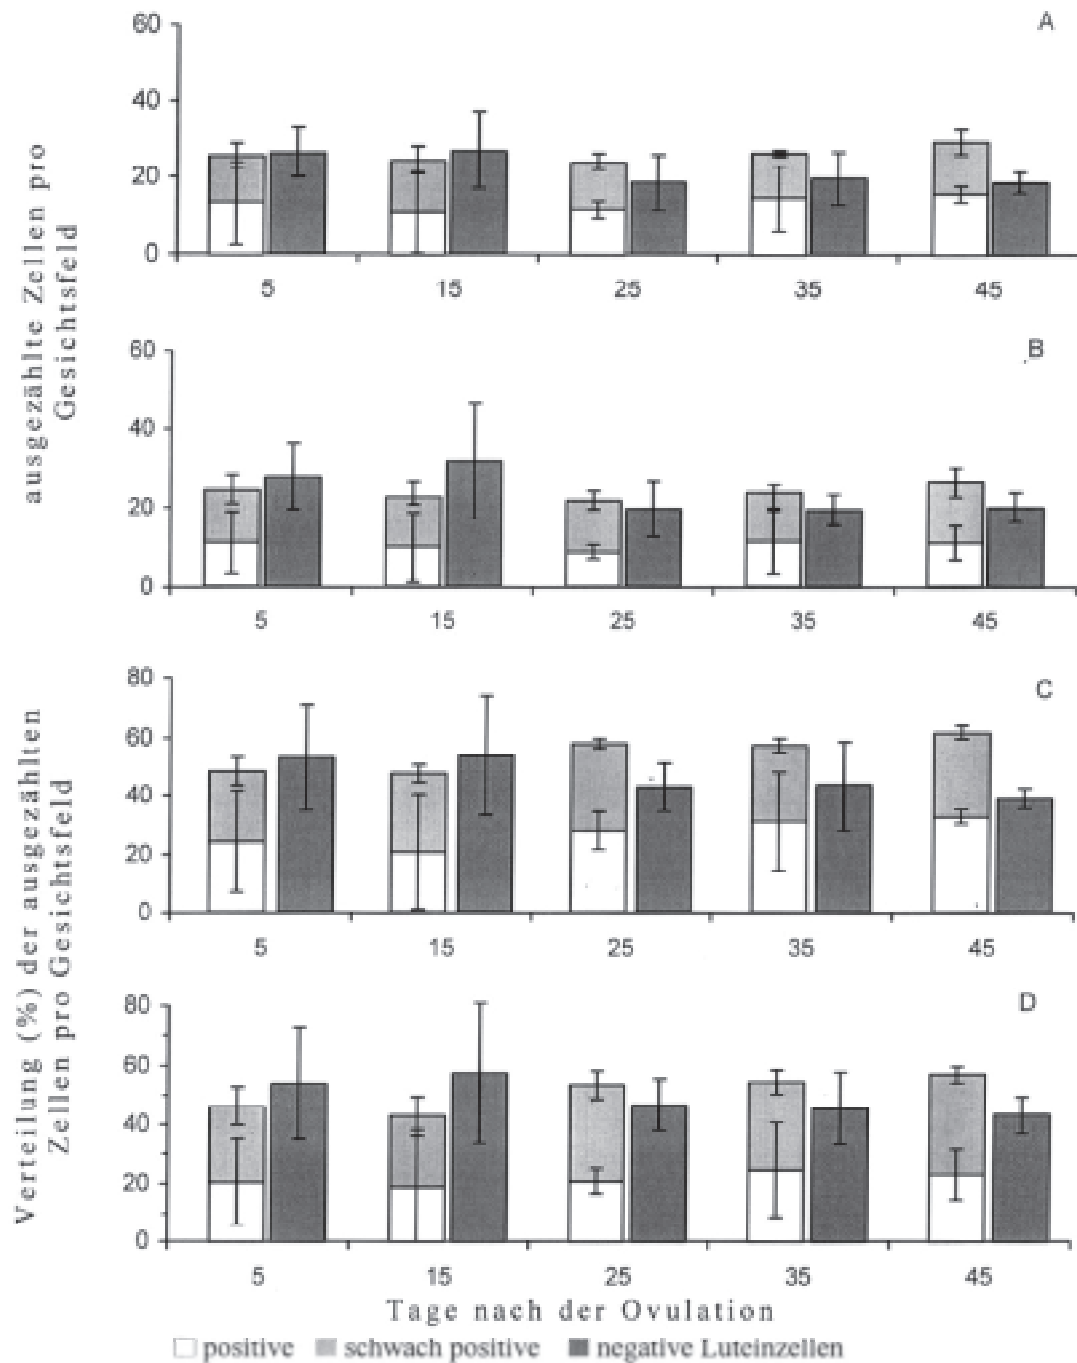 A
60
40
20
0
5 15 25 35 45
B
60
40
20
0
5 15 25 35 45
ausgezählte Zellen pro
Gesichtsfeld
C
80
60
40
20
0
5 15 25 35 45
D
80
60
40
20
0
5 15 25 35 45
Verteilung (%) der ausgezählten
Zellen pro Gesichtsfeld
Tage nach der Ovulation
positive schwach positive negative Luteinzellen